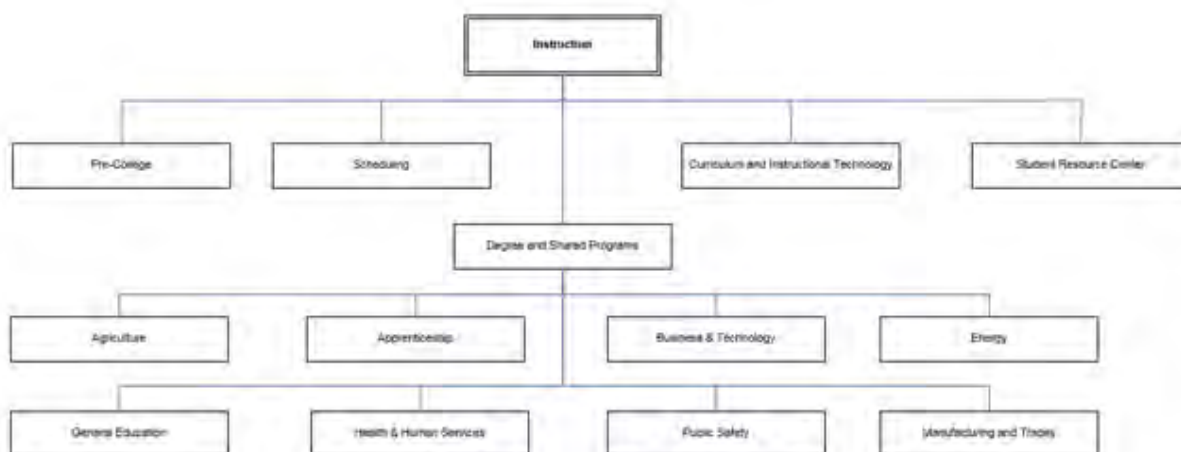 Instruction
Pre-College
Scheduling
Curriculum and Instructional Technology
Student Resource Center
Degree and Shared Programs
Agriculture
Apprenticeship
Business & Technology
Energy
General Education
Health & Human Services
Public Safety
Manufacturing and Trades